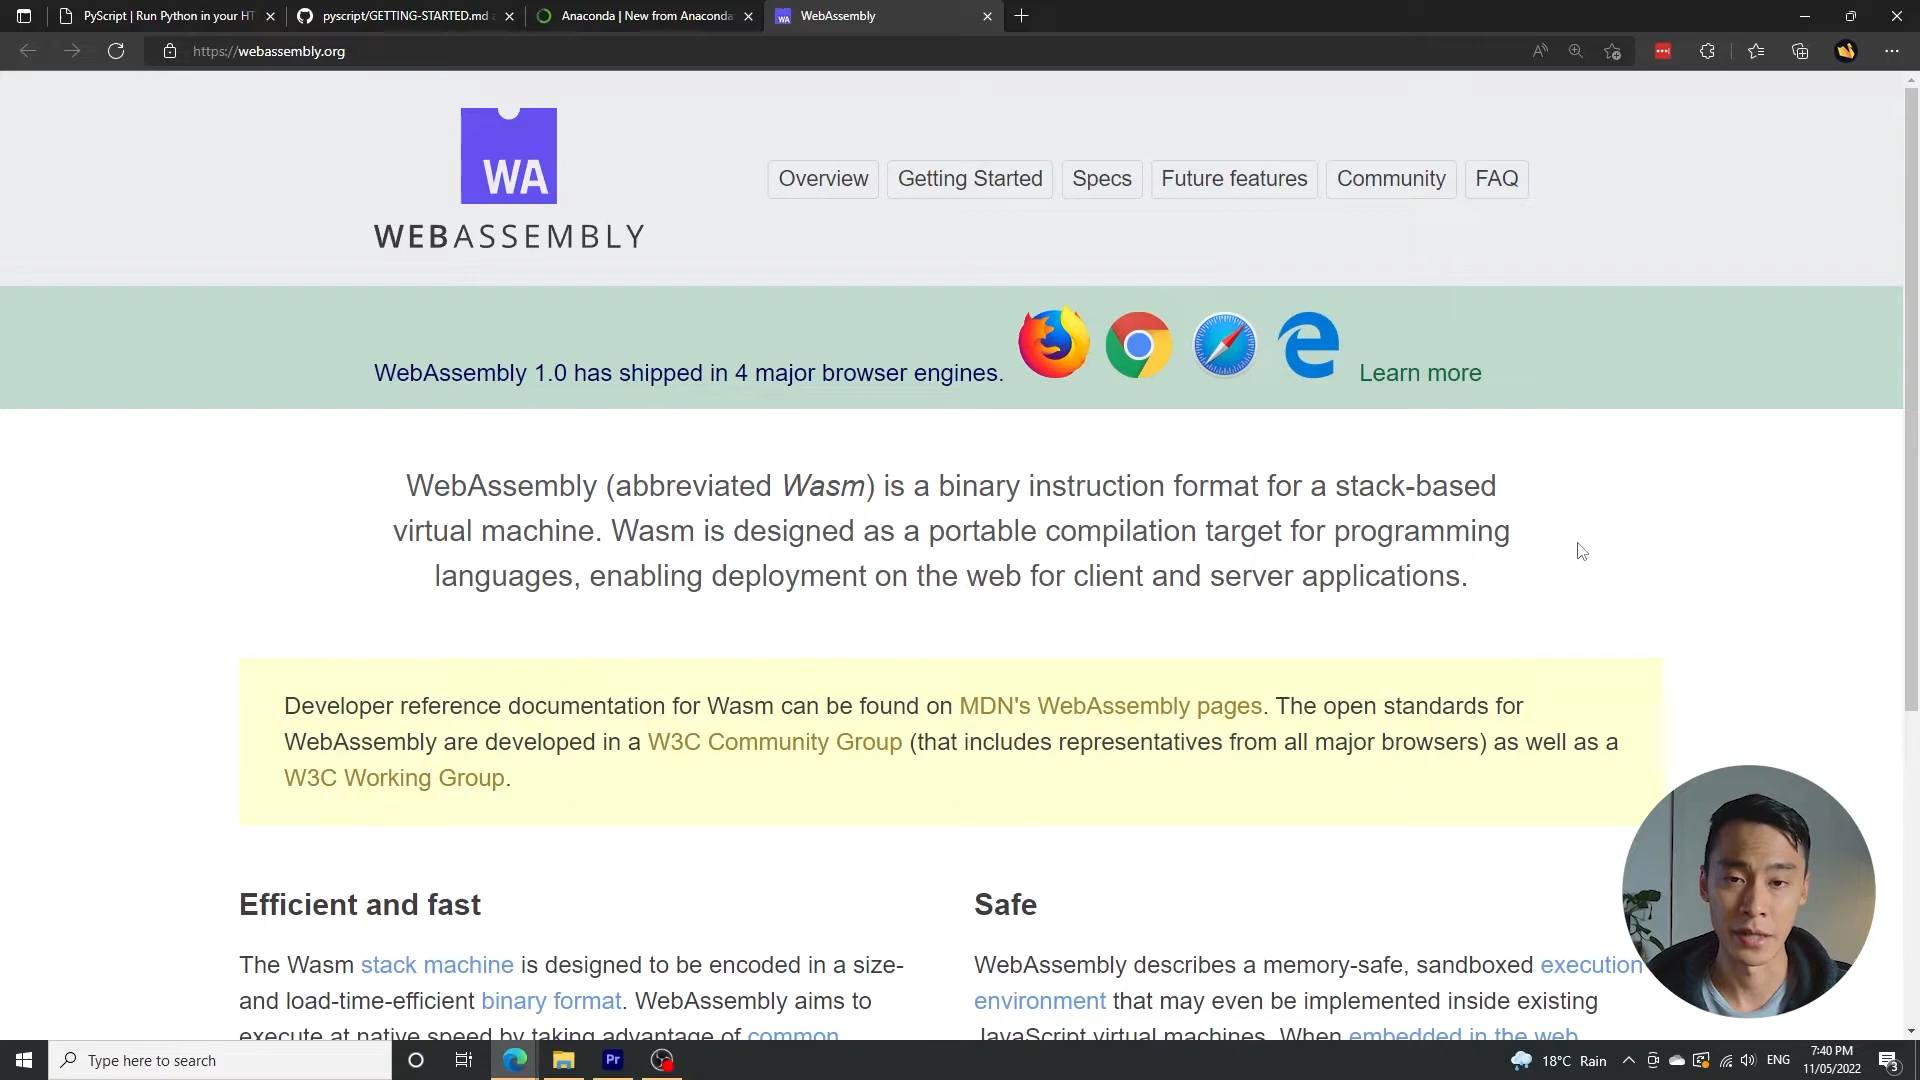 PyScript | Run Python in your HT
pyscript/GETTING-STARTED.md
Anaconda | New from Anaconda
WA
WebAssembly
https://webassembly.org
WA
WEBASSEMBLY
Overview
Getting Started
Specs
Future features
Community
FAQ
WebAssembly 1.0 has shipped in 4 major browser engines.
Learn more
WebAssembly (abbreviated Wasm) is a binary instruction format for a stack-based
virtual machine. Wasm is designed as a portable compilation target for programming
languages, enabling deployment on the web for client and server applications.
Developer reference documentation for Wasm can be found on MDN's WebAssembly pages. The open standards for
WebAssembly are developed in a W3C Community Group (that includes representatives from all major browsers) as well as a
W3C Working Group.
Efficient and fast
The Wasm stack machine is designed to be encoded in a size-
and load-time-efficient binary format. WebAssembly aims to
execute at native speed by taking advantage of common
Safe
WebAssembly describes a memory-safe, sandboxed execution
environment that may even be implemented inside existing
JavaScript virtual machines. When embedded in the web,
Type here to search
Pr
18°C Rain
ENG
7:40 PM
11/05/2022
3